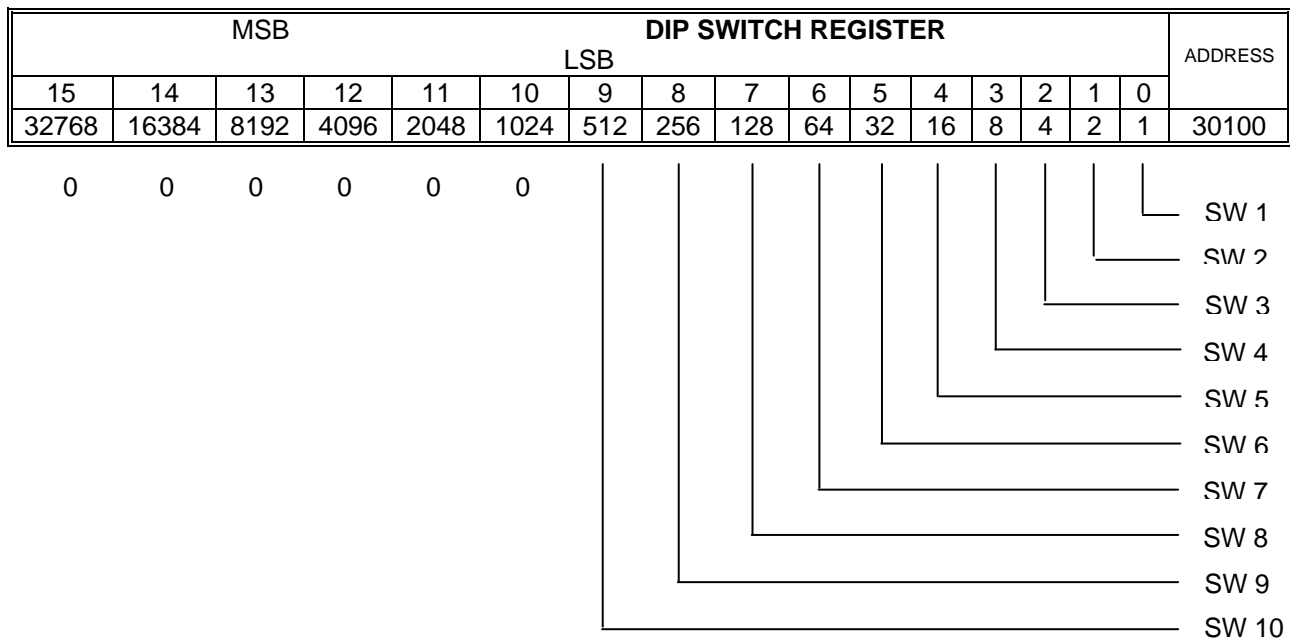 MSB DIP SWITCH REGISTER
LSB
ADDRESS
15 14 13 12 11 10 9 8 7 6 5 4 3 2 1 0
32768 16384 8192 4096 2048 1024 512 256 128 64 32 16 8 4 2 1 30100
0 0 0 0 0 0
SW 1
SW 2
SW 3
SW 4
SW 5
SW 6
SW 7
SW 8
SW 9
SW 10